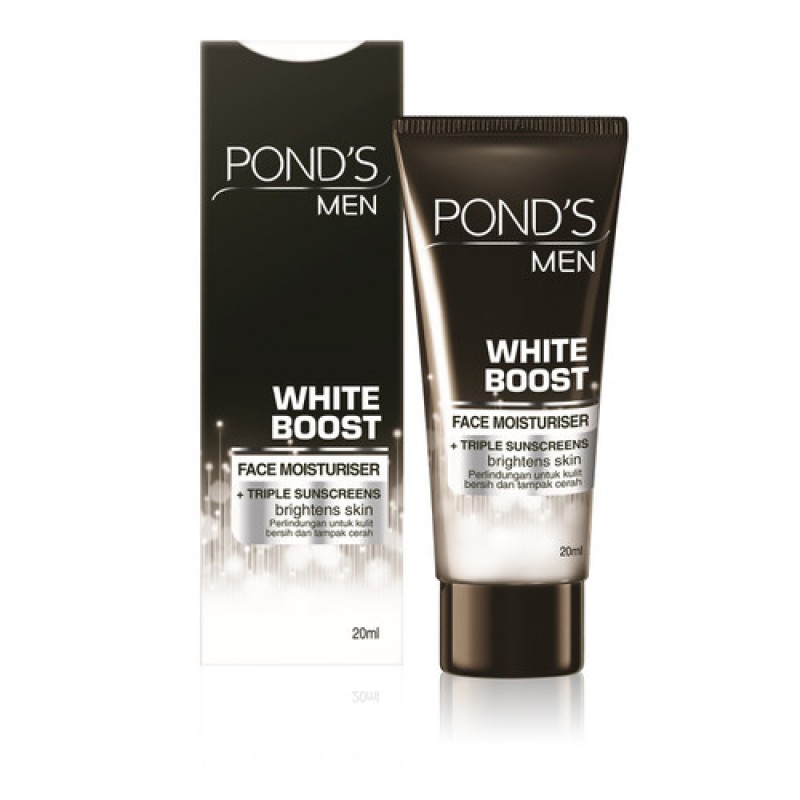 POND'S
MEN
WHITE
BOOST
FACE MOISTURISER
+ TRIPLE SUNSCREENS
brightens skin
Perlindungan untuk kulit
bersih dan tampak cerah
20ml
POND'S
MEN
WHITE
BOOST
FACE MOISTURISER
+ TRIPLE SUNSCREENS
brightens skin
Perlindungan untuk kulit
bersih dan tampak cerah
20ml